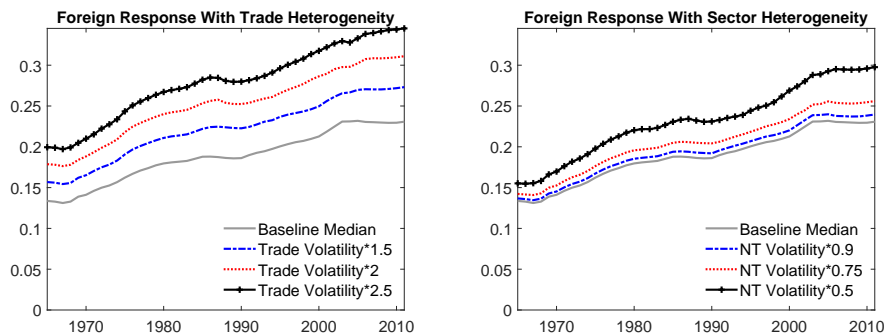 Foreign Response With Trade Heterogeneity
0.3
0.25
0.2
0.15
0.1
0.05
0
1970
1980
1990
2000
2010
Baseline Median
Trade Volatility*1.5
Trade Volatility*2
Trade Volatility*2.5
Foreign Response With Sector Heterogeneity
0.3
0.25
0.2
0.15
0.1
0.05
0
1970
1980
1990
2000
2010
Baseline Median
NT Volatility*0.9
NT Volatility*0.75
NT Volatility*0.5